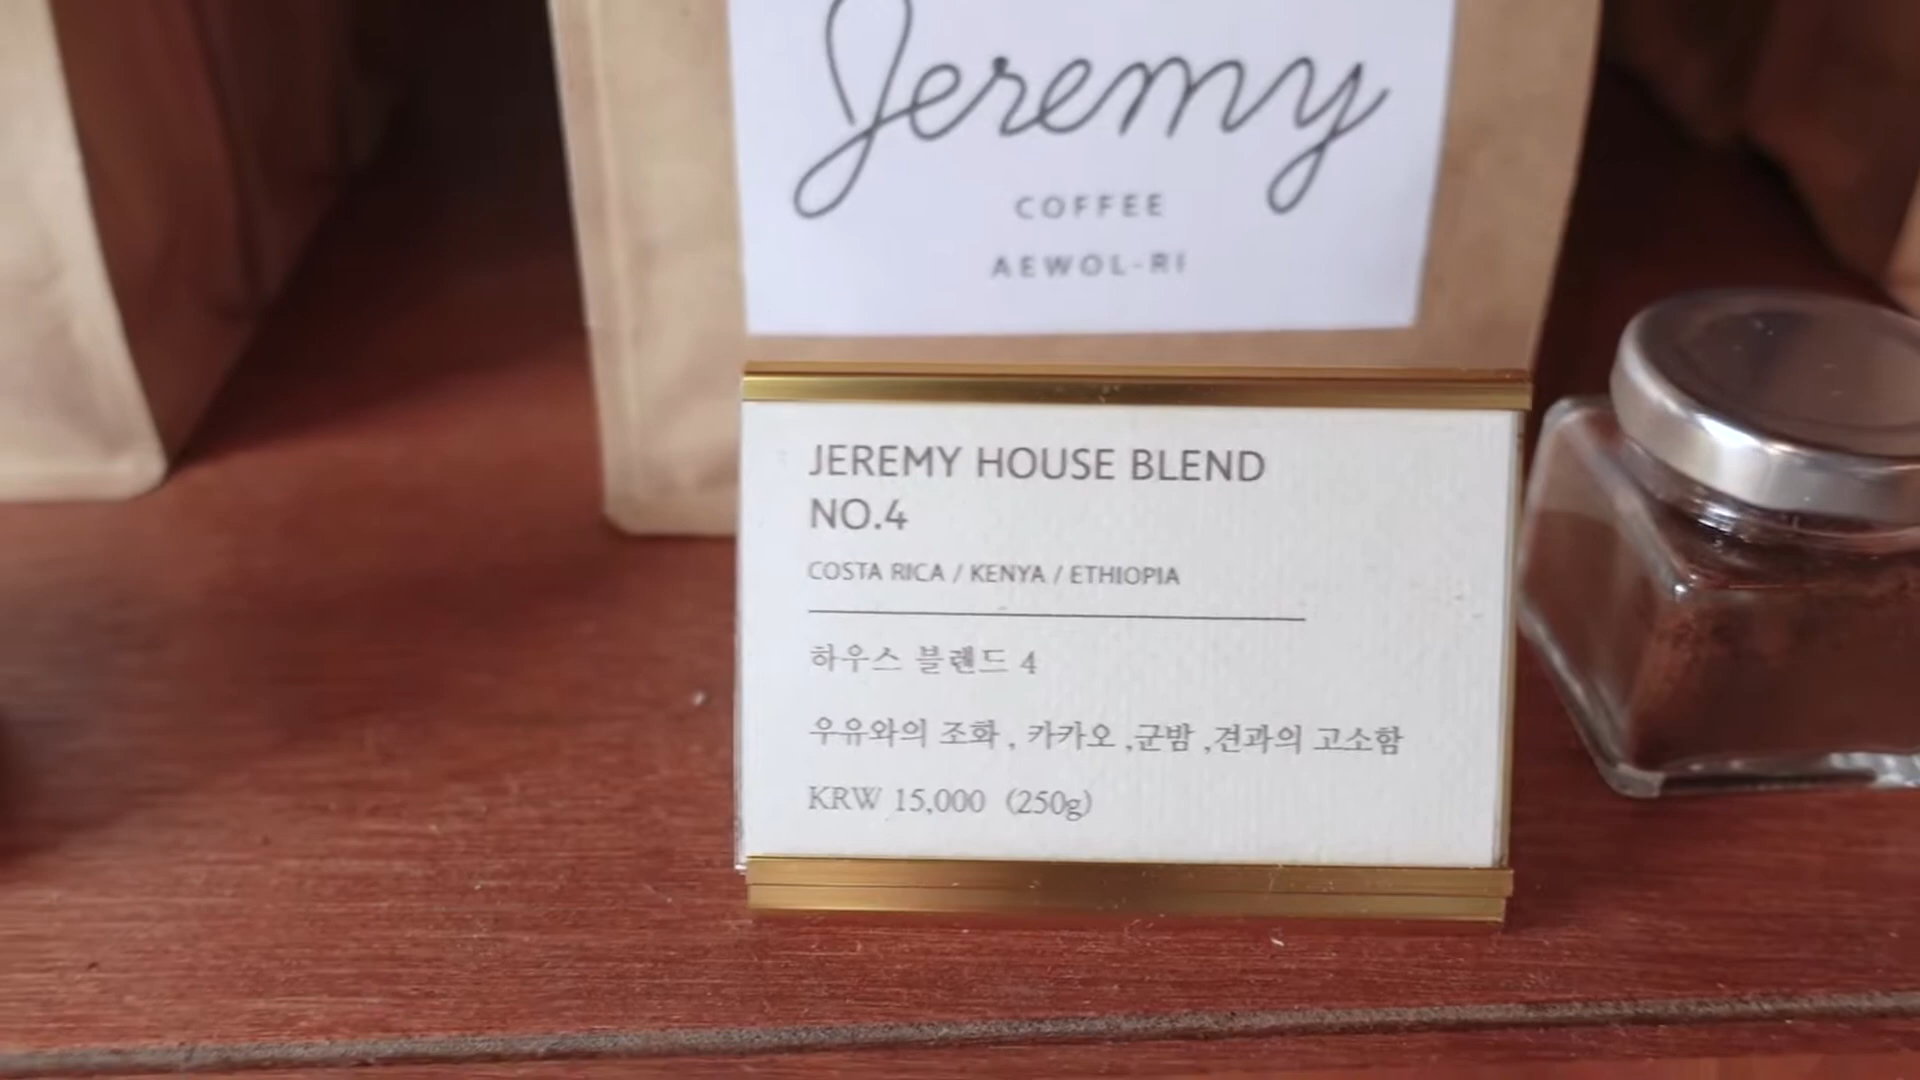 Jeremy
COFFEE
AEWOL-RI
JEREMY HOUSE BLEND
NO.4
COSTA RICA / KENYA / ETHIOPIA
하우스 블렌드 4
우유와의 조화 , 카카오 ,군밤 ,견과의 고소함
KRW 15,000 (250g)